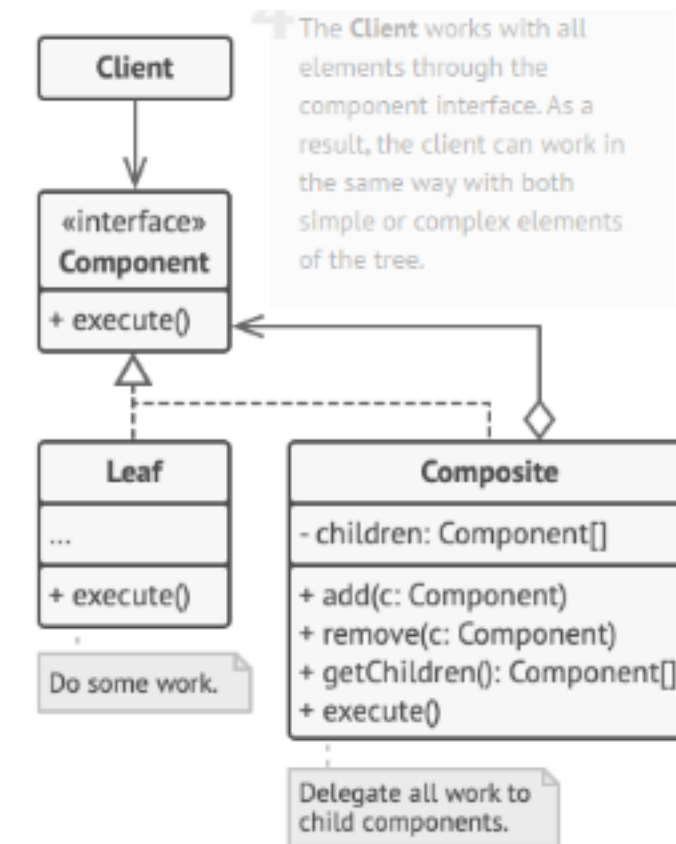 Client
The Client works with all
elements through the
component interface. As a
result, the client can work in
the same way with both
simple or complex elements
of the tree.
«interface»
Component
+ execute()
Leaf
...
+ execute()
Do some work.
Composite
- children: Component[]
+ add(c: Component)
+ remove(c: Component)
+ getChildren(): Component[]
+ execute()
Delegate all work to
child components.